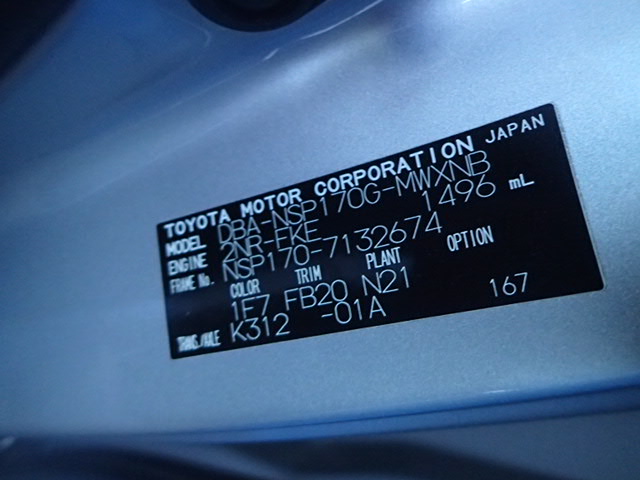 TOYOTA MOTOR CORPORATION JAPAN
MODEL DBA-NSP170G-MWXNB
ENGINE 2NR-FKE 1496 mL
FRAME No. NSP170-7132674
COLOR TRIM PLANT OPTION
1F7 FB20 N21
TRANS/AXLE K312 -01A 167